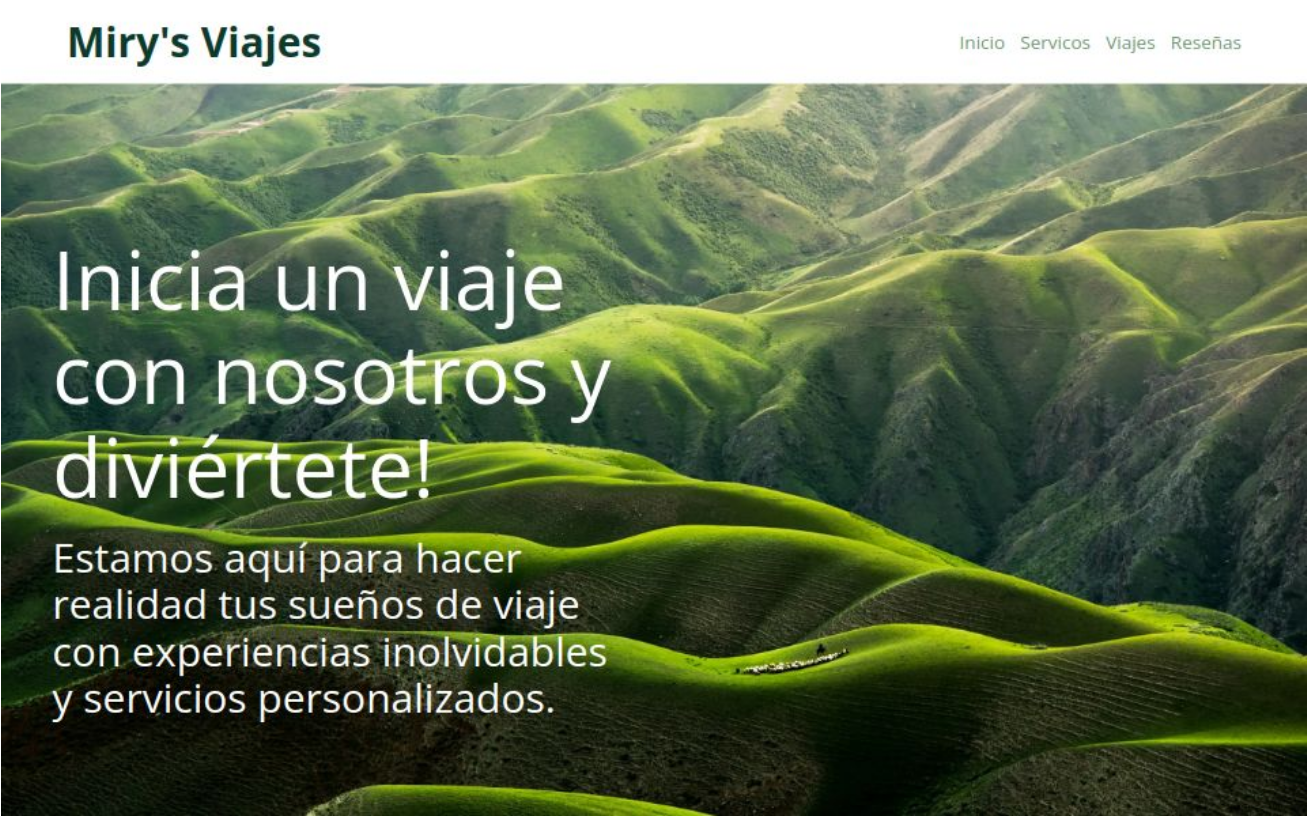 Miry's Viajes
Inicio Servicos Viajes Reseñas
Inicia un viaje
con nosotros y
diviértete!
Estamos aquí para hacer
realidad tus sueños de viaje
con experiencias inolvidables
y servicios personalizados.